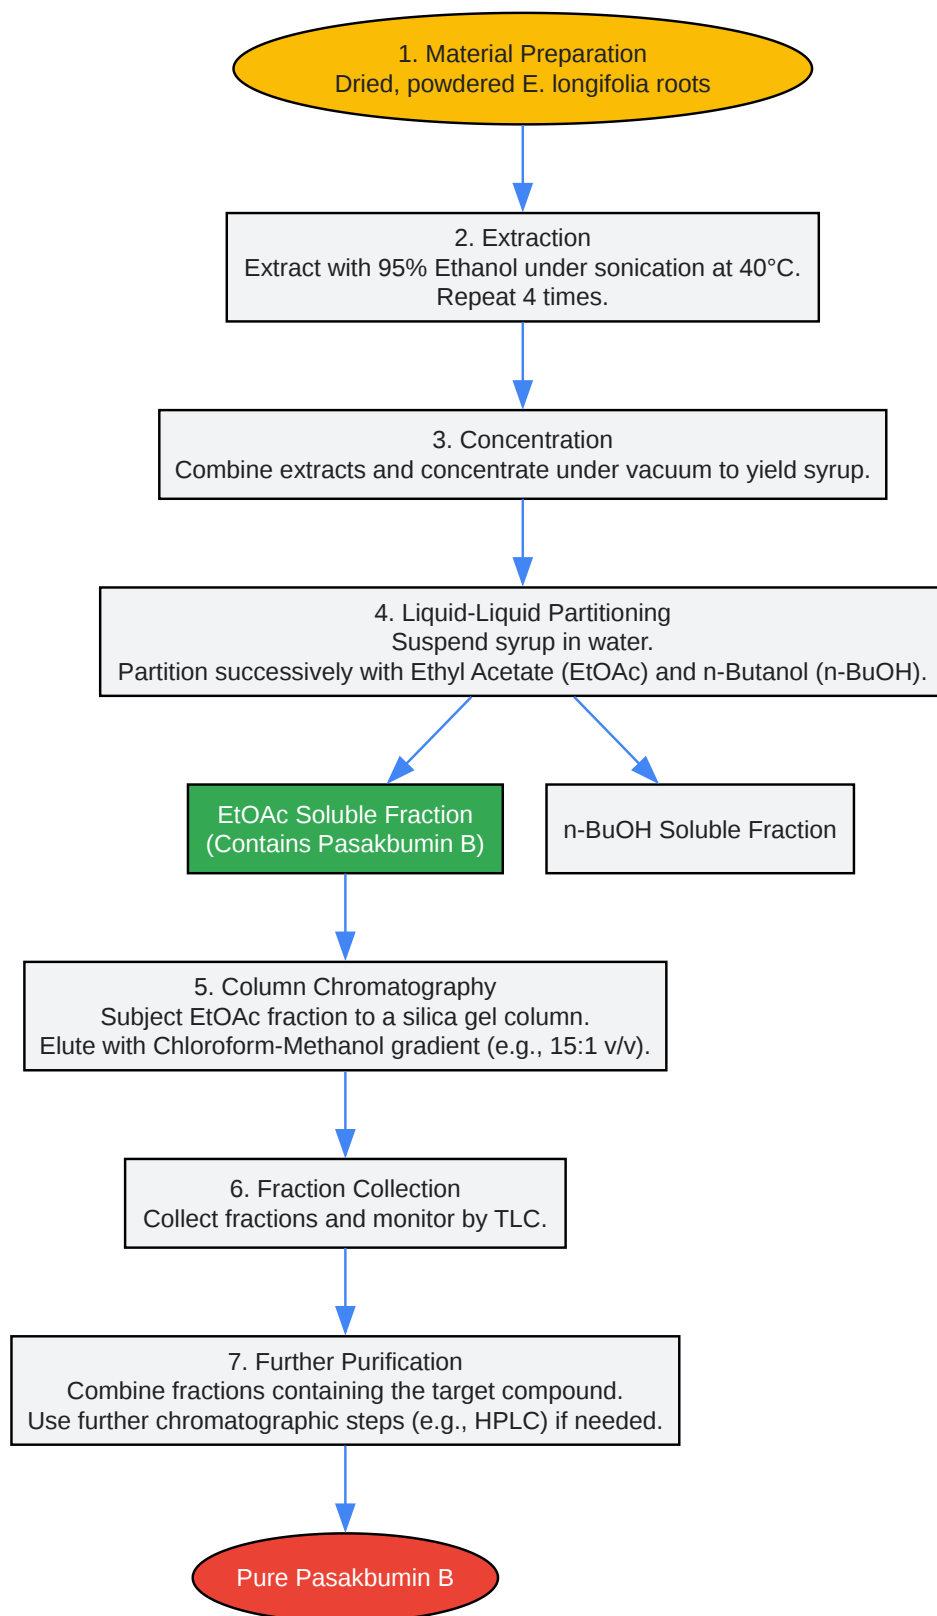 1. Material Preparation
Dried, powdered E. longifolia roots
2. Extraction
Extract with 95% Ethanol under sonication at 40°C.
Repeat 4 times.
3. Concentration
Combine extracts and concentrate under vacuum to yield syrup.
4. Liquid-Liquid Partitioning
Suspend syrup in water.
Partition successively with Ethyl Acetate (EtOAc) and n-Butanol (n-BuOH).
EtOAc Soluble Fraction
(Contains Pasakbumin B)
n-BuOH Soluble Fraction
5. Column Chromatography
Subject EtOAc fraction to a silica gel column.
Elute with Chloroform-Methanol gradient (e.g., 15:1 v/v).
6. Fraction Collection
Collect fractions and monitor by TLC.
7. Further Purification
Combine fractions containing the target compound.
Use further chromatographic steps (e.g., HPLC) if needed.
Pure Pasakbumin B